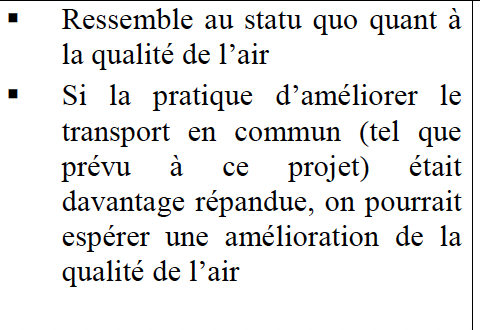 ▪ Ressemble au statu quo quant à
la qualité de l’air
▪ Si la pratique d’améliorer le
transport en commun (tel que
prévu à ce projet) était
davantage répandue, on pourrait
espérer une amélioration de la
qualité de l’air